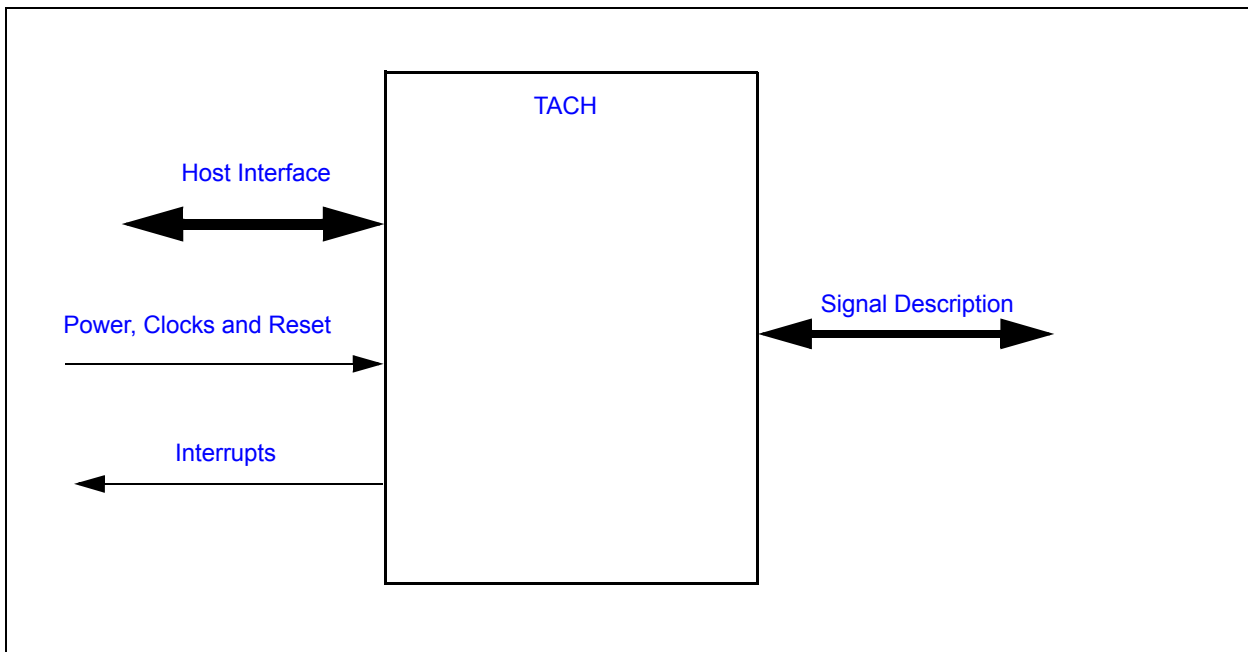 TACH
Host Interface
Signal Description
Power, Clocks and Reset
Interrupts